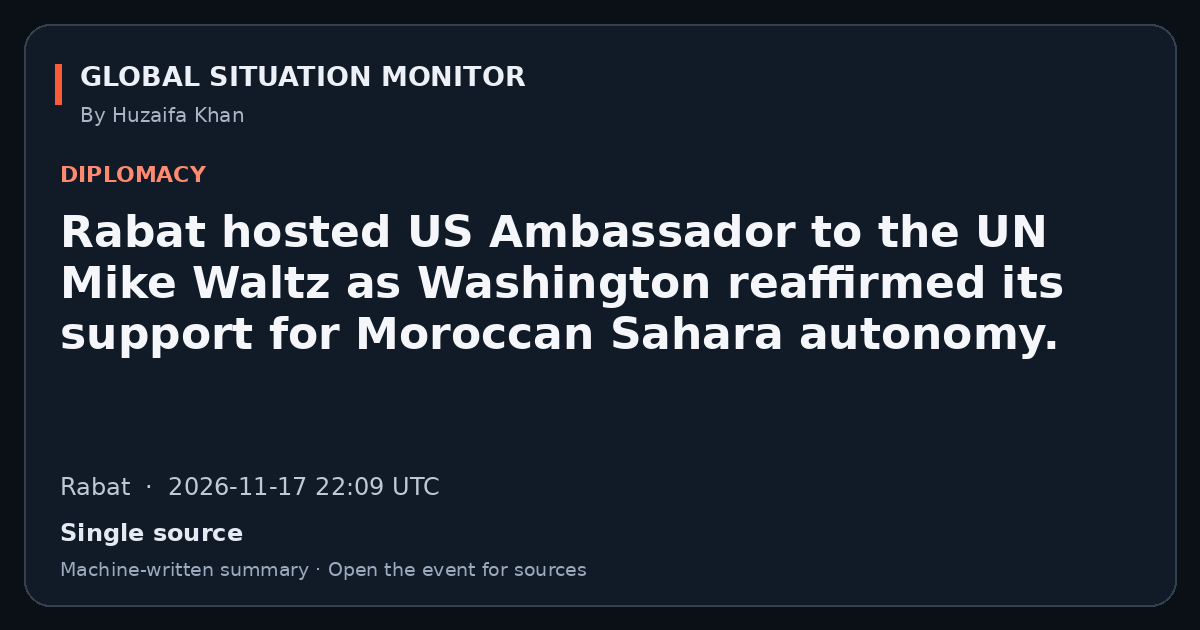 GLOBAL SITUATION MONITOR
By Huzaifa Khan
DIPLOMACY
Rabat hosted US Ambassador to the UN
Mike Waltz as Washington reaffirmed its
support for Moroccan Sahara autonomy.
Rabat · 2026-11-17 22:09 UTC
Single source
Machine-written summary · Open the event for sources